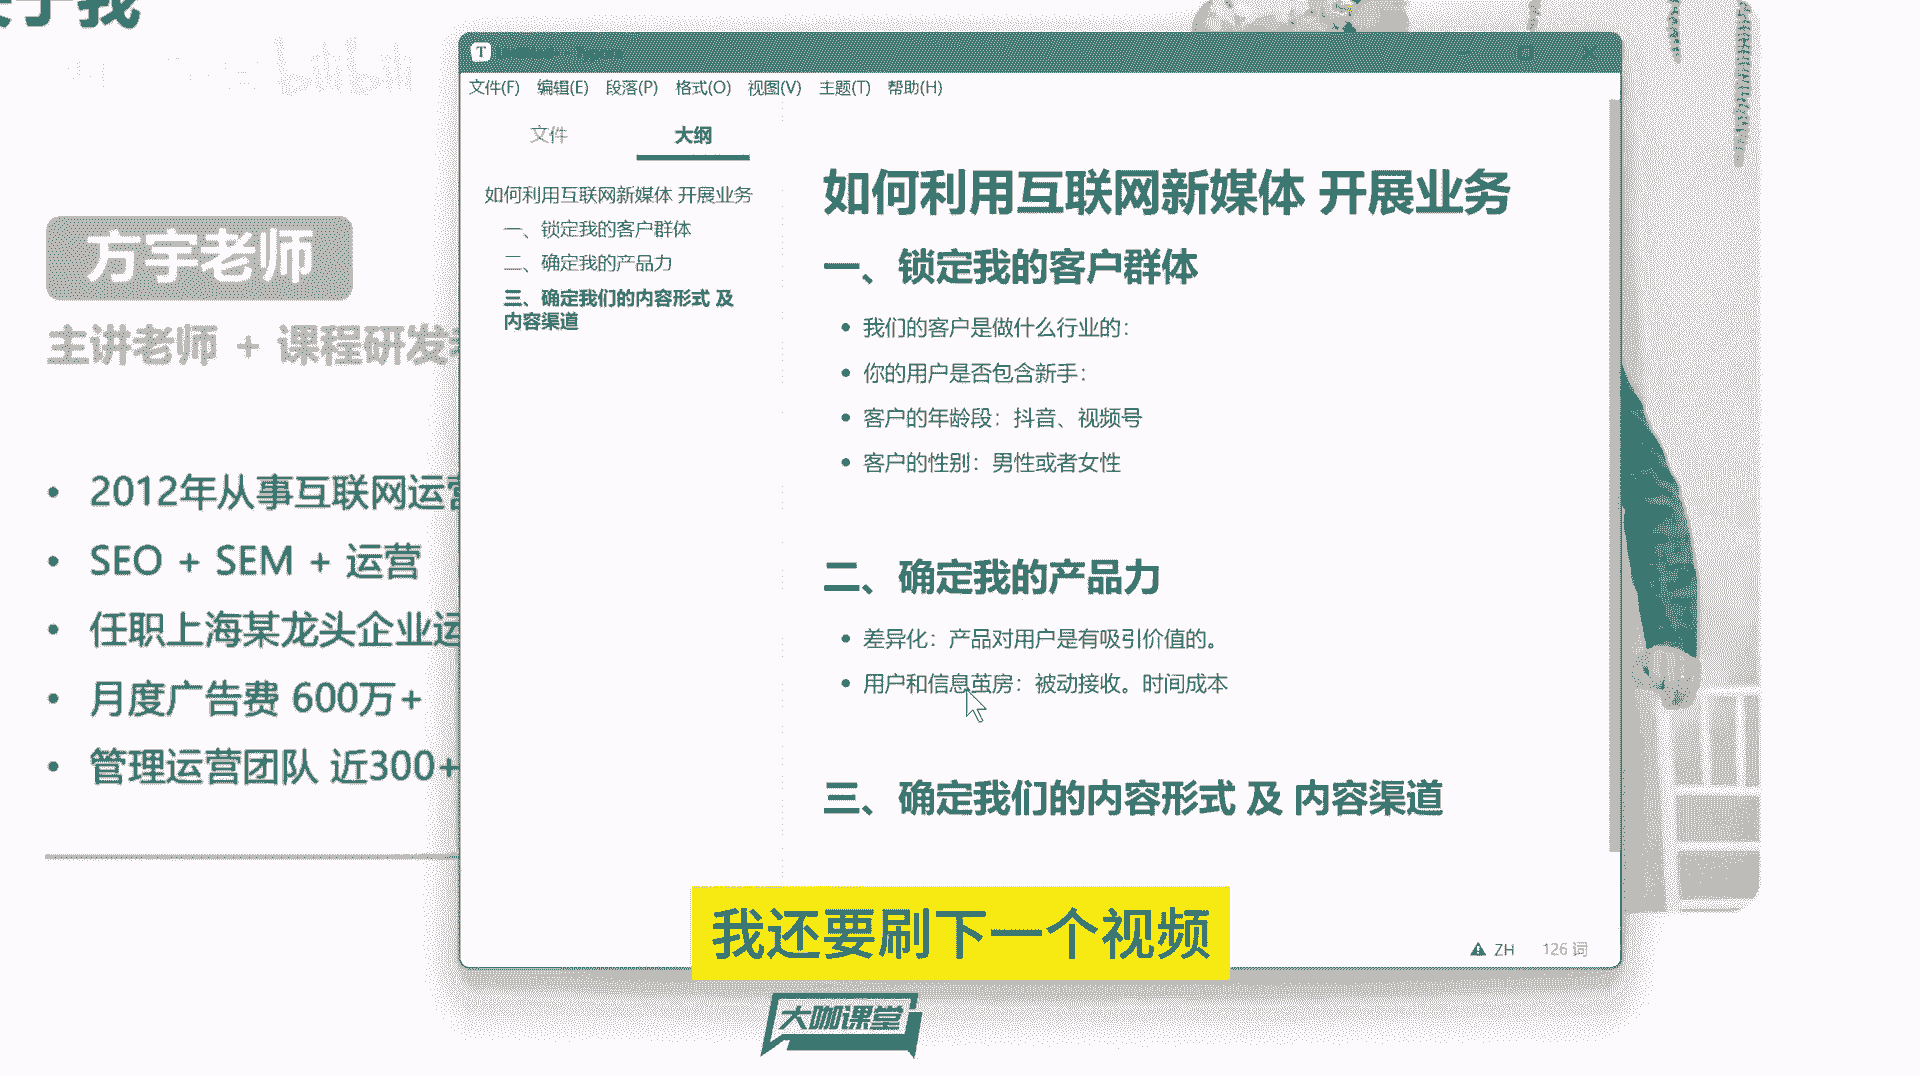 于我
bilibili
方宇老师
主讲老师 + 课程研发
2012年从事互联网运营
SEO + SEM + 运营
任职上海某龙头企业运
月度广告费 600万+
管理运营团队 近300+
文件(F) 编辑(E) 段落(P) 格式(O) 视图(V) 主题(T) 帮助(H)
文件 大纲
如何利用互联网新媒体 开展业务
一、锁定我的客户群体
二、确定我的产品力
三、确定我们的内容形式 及
内容渠道
如何利用互联网新媒体 开展业务
一、锁定我的客户群体
我们的客户是做什么行业的：
你的用户是否包含新手：
客户的年龄段：抖音、视频号
客户的性别：男性或者女性
二、确定我的产品力
差异化：产品对用户是有吸引价值的。
用户和信息茧房：被动接收。时间成本
三、确定我们的内容形式 及 内容渠道
ZH 126 词
我还要刷下一个视频
大咖课堂